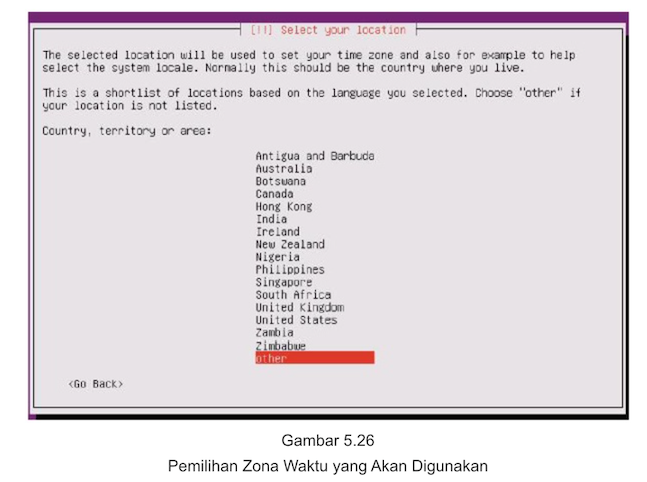 [!!] Select your location
The selected location will be used to set your time zone and also for example to help
select the system locale. Normally this should be the country where you live.
This is a shortlist of locations based on the language you selected. Choose "other" if
your location is not listed.
Country, territory or area:
Antigua and Barbuda
Australia
Botswana
Canada
Hong Kong
India
Ireland
New Zealand
Nigeria
Philippines
Singapore
South Africa
United Kingdom
United States
Zambia
Zimbabwe
other
<Go Back>
Gambar 5.26
Pemilihan Zona Waktu yang Akan Digunakan